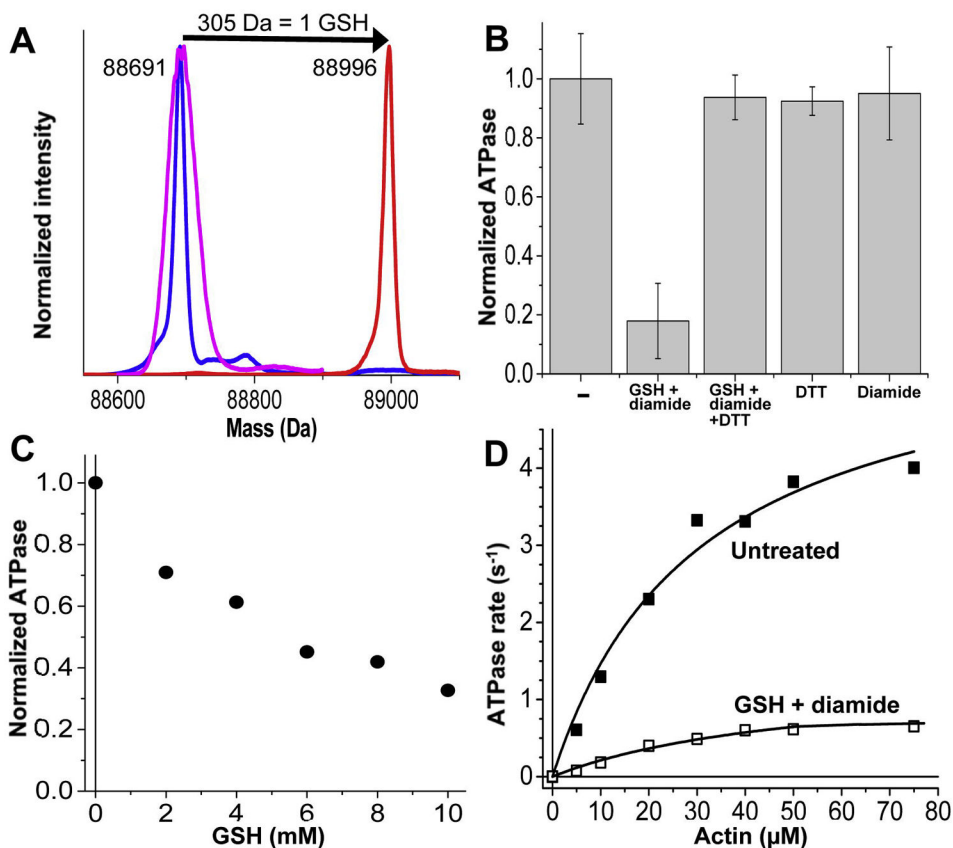 A
305 Da = 1 GSH
88691
88996
Normalized intensity
88600
88800
89000
Mass (Da)
B
Normalized ATPase
1.0
0.8
0.6
0.4
0.2
0.0
–
GSH +
diamide
GSH +
diamide
+DTT
DTT
Diamide
C
Normalized ATPase
1.0
0.8
0.6
0.4
0.2
0.0
0
2
4
6
8
10
GSH (mM)
D
ATPase rate (s⁻¹)
4
3
2
1
0
Untreated
GSH + diamide
0
10
20
30
40
50
60
70
80
Actin (µM)